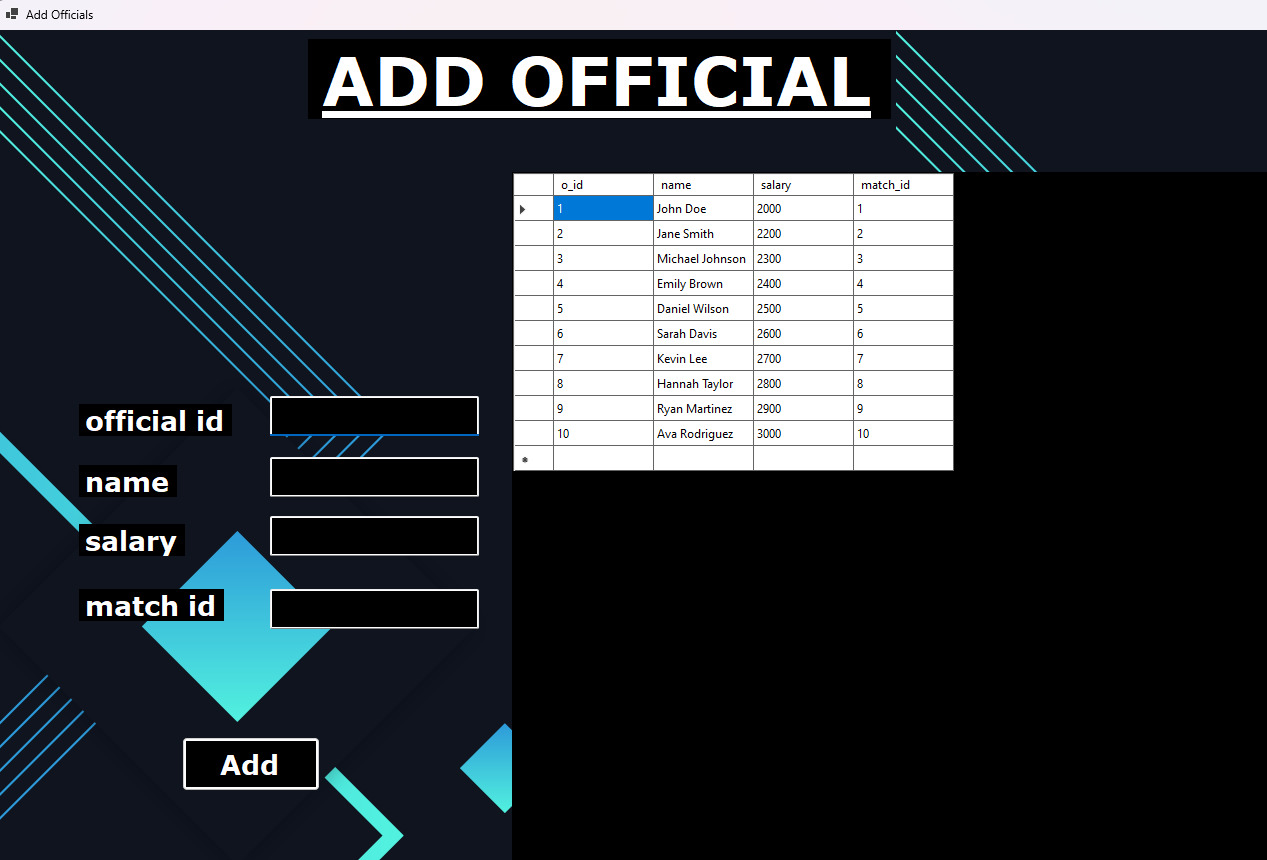 Add Officials
ADD OFFICIAL
o_id name salary match_id
1 John Doe 2000 1
2 Jane Smith 2200 2
3 Michael Johnson 2300 3
4 Emily Brown 2400 4
5 Daniel Wilson 2500 5
6 Sarah Davis 2600 6
7 Kevin Lee 2700 7
8 Hannah Taylor 2800 8
9 Ryan Martinez 2900 9
10 Ava Rodriguez 3000 10
official id
name
salary
match id
Add